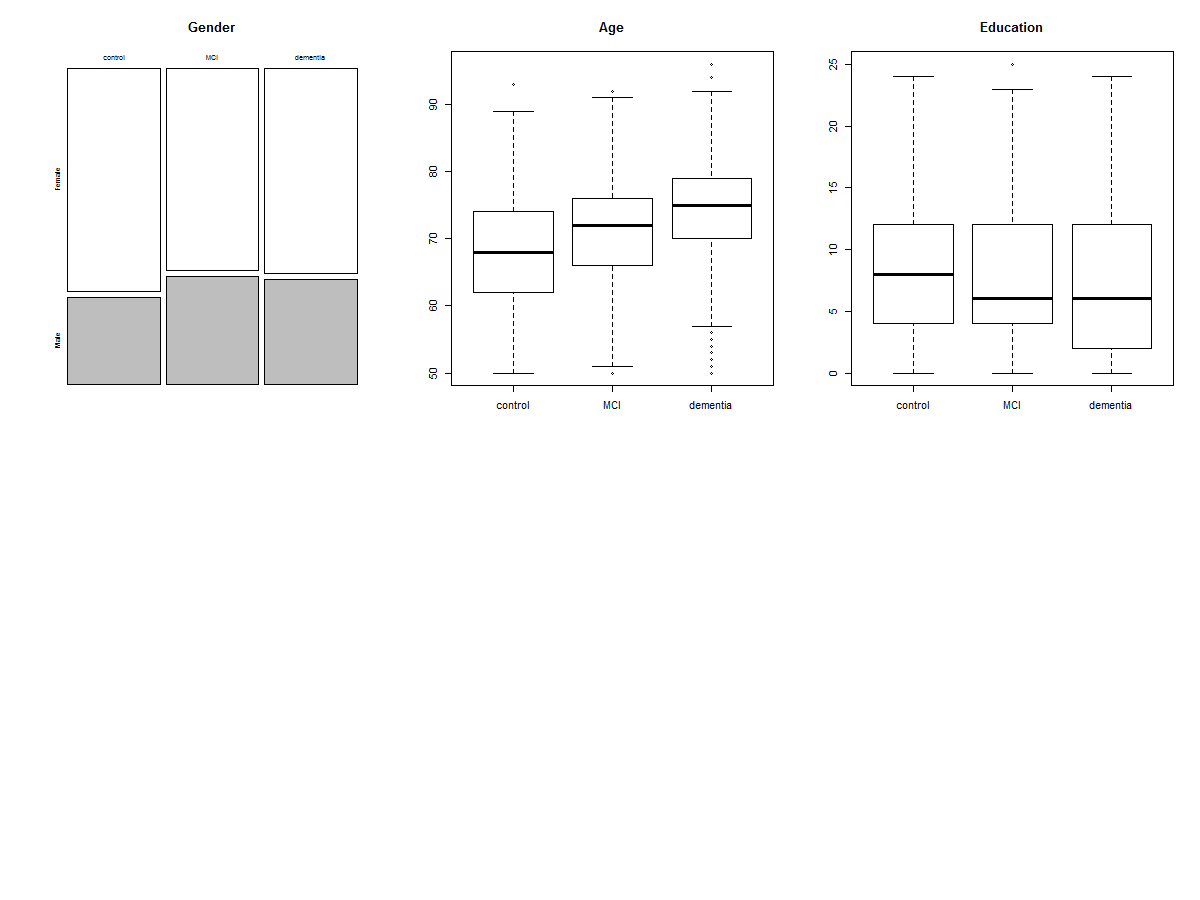 Gender
control MCI dementia
Female
Male
Age
90
80
70
60
50
control MCI dementia
Education
25
20
15
10
5
0
control MCI dementia